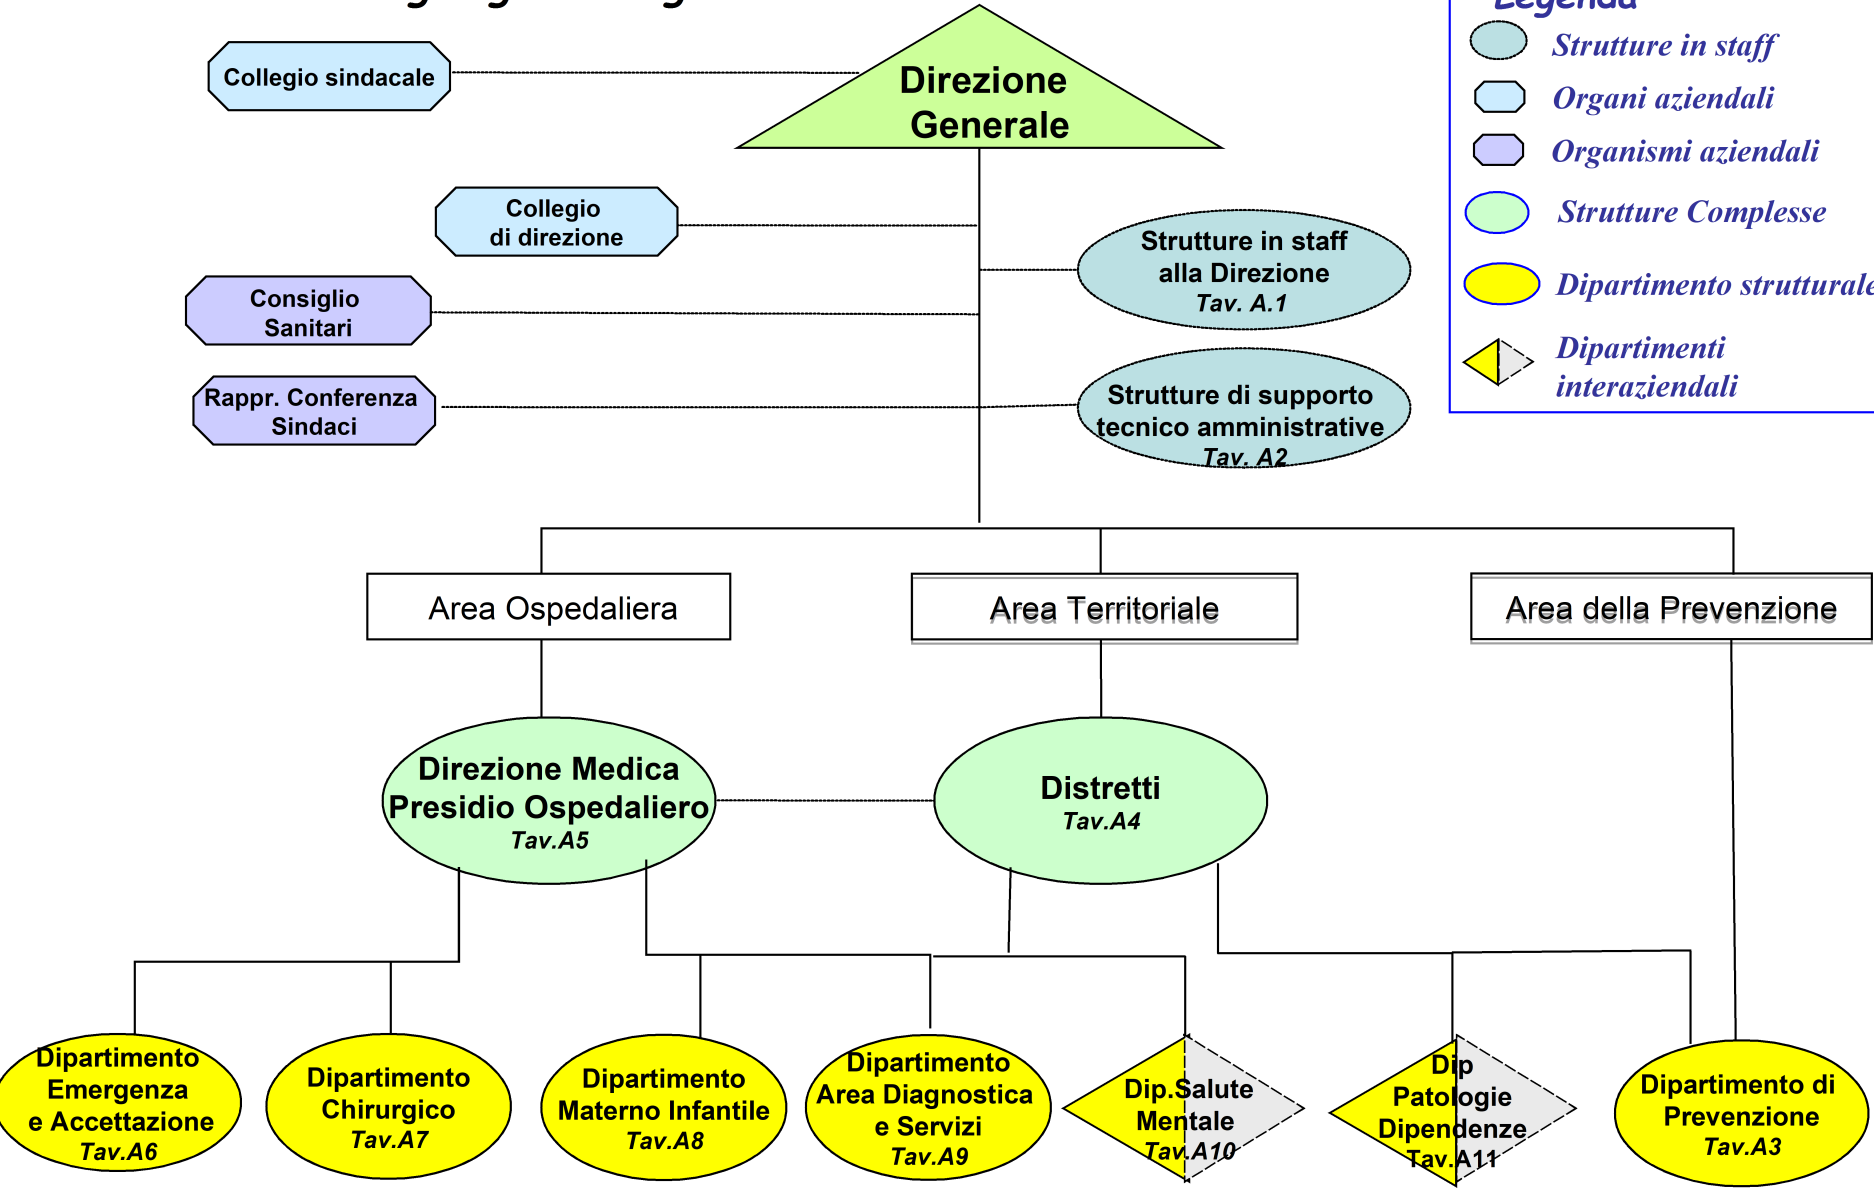 Legenda
Collegio sindacale
Direzione
Generale
Strutture in staff
Organi aziendali
Organismi aziendali
Strutture Complesse
Dipartimento strutturale
Dipartimenti
interaziendali
Collegio
di direzione
Strutture in staff
alla Direzione
Tav. A.1
Consiglio
Sanitari
Rappr. Conferenza
Sindaci
Strutture di supporto
tecnico amministrative
Tav. A2
Area Ospedaliera
Area Territoriale
Area della Prevenzione
Direzione Medica
Presidio Ospedaliero
Tav.A5
Distretti
Tav.A4
Dipartimento
Emergenza
e Accettazione
Tav.A6
Dipartimento
Chirurgico
Tav.A7
Dipartimento
Materno Infantile
Tav.A8
Dipartimento
Area Diagnostica
e Servizi
Tav.A9
Dip.Salute
Mentale
Tav.A10
Dip
Patologie
Dipendenze
Tav.A11
Dipartimento di
Prevenzione
Tav.A3